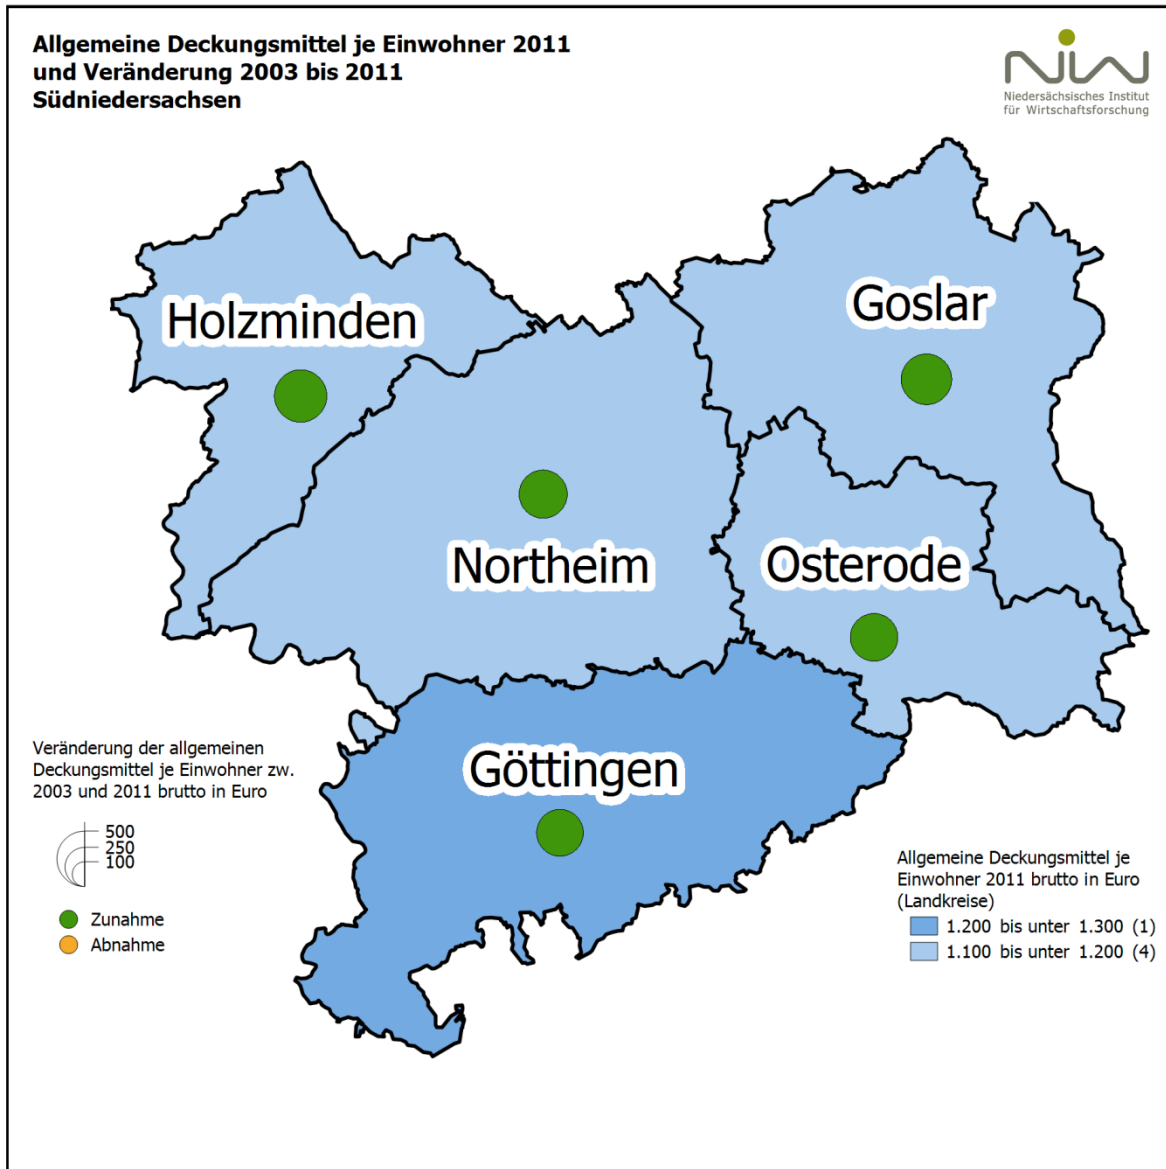 Allgemeine Deckungsmittel je Einwohner 2011
und Veränderung 2003 bis 2011
Südniedersachsen
NIW
Niedersächsisches Institut
für Wirtschaftsforschung
Holzminden
Goslar
Northeim
Osterode
Göttingen
Veränderung der allgemeinen
Deckungsmittel je Einwohner zw.
2003 und 2011 brutto in Euro
500
250
100
Zunahme
Abnahme
Allgemeine Deckungsmittel je
Einwohner 2011 brutto in Euro
(Landkreise)
1.200 bis unter 1.300 (1)
1.100 bis unter 1.200 (4)